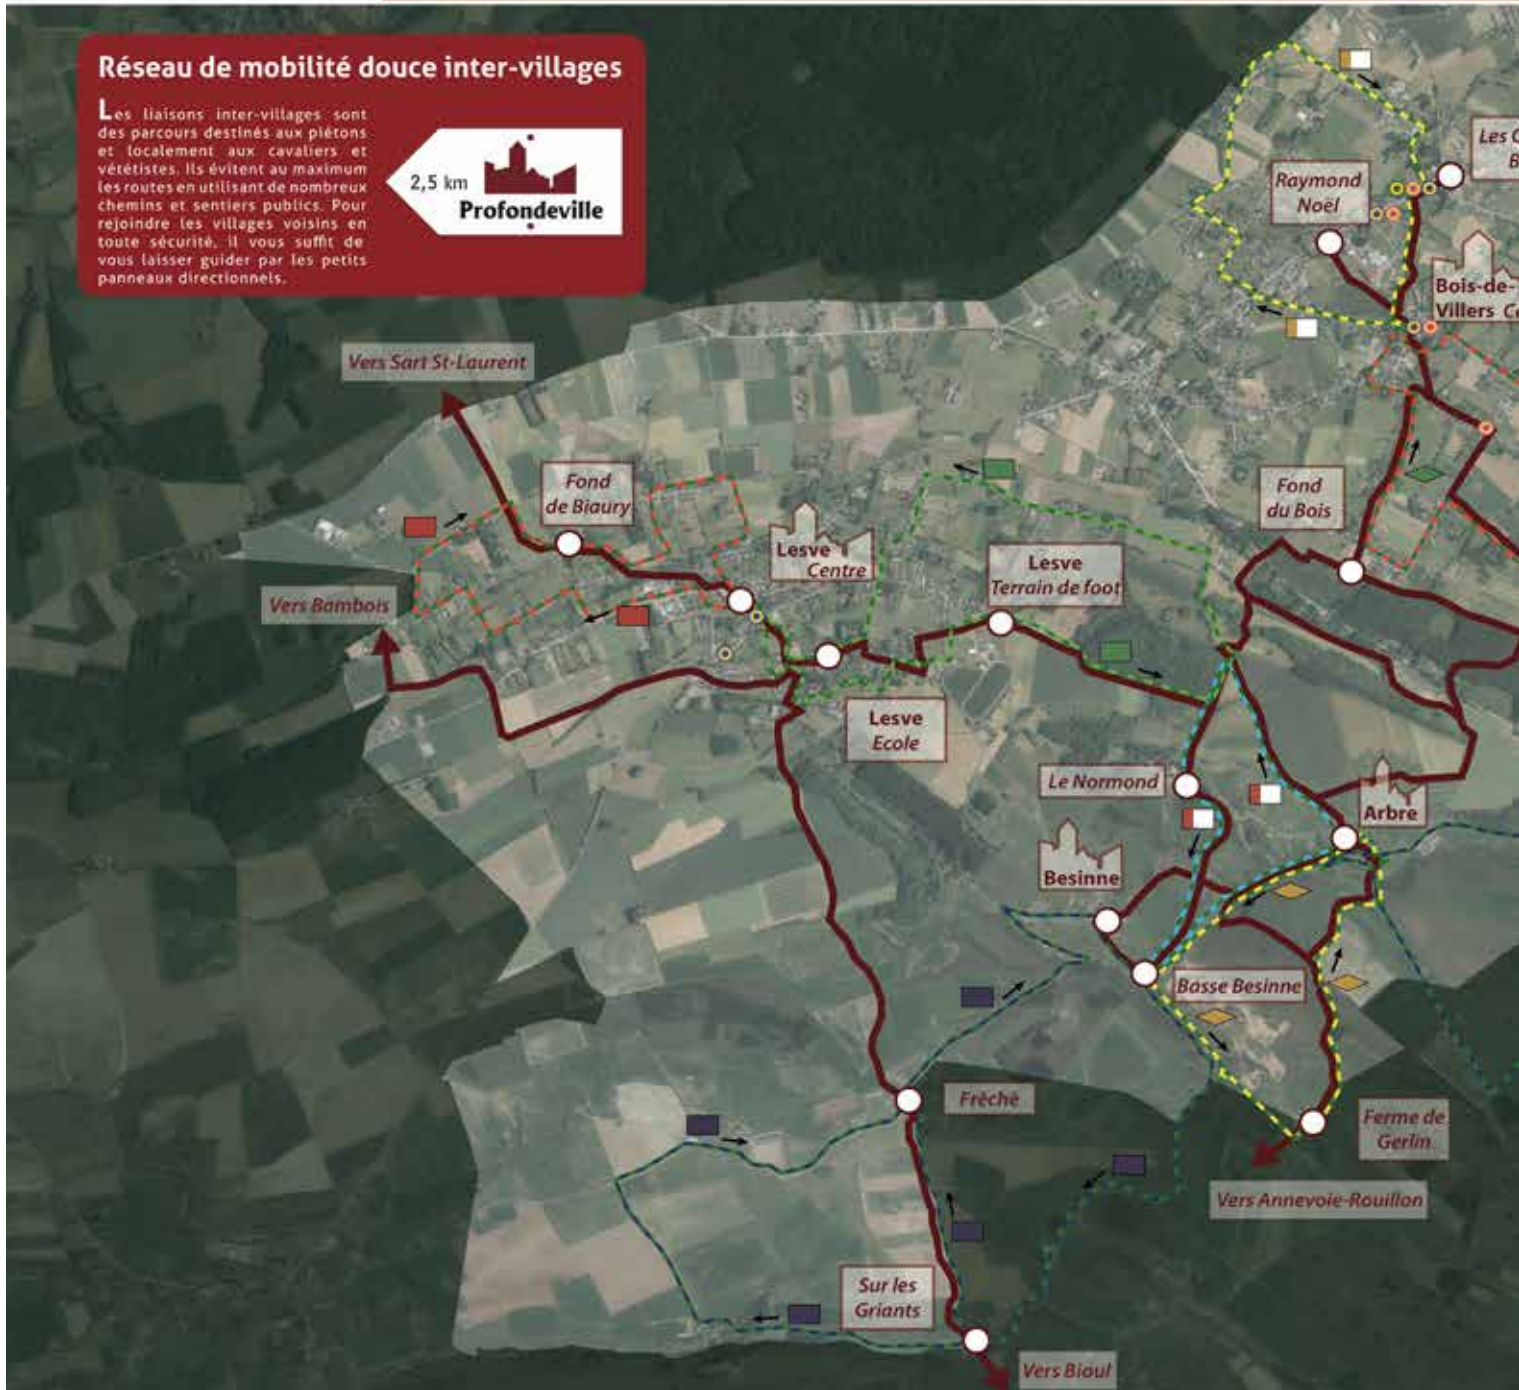 Réseau de mobilité douce inter-villages
Les liaisons inter-villages sont
des parcours destinés aux piétons
et localement aux cavaliers et
vététistes. Ils évitent au maximum
les routes en utilisant de nombreux
chemins et sentiers publics. Pour
rejoindre les villages voisins en
toute sécurité, il vous suffit de
vous laisser guider par les petits
panneaux directionnels.
2,5 km
Profondeville
Les
Raymond
Noël
Bois-de-
Villers
Vers Sart St-Laurent
Fond
de Biaury
Fond
du Bois
Lesve
Centre
Lesve
Terrain de foot
Vers Bambois
Lesve
Ecole
Le Normond
Arbre
Besinne
Basse Besinne
Frêche
Ferme de
Gerlin
Vers Annevoie-Rouillon
Sur les
Griants
Vers Bioul